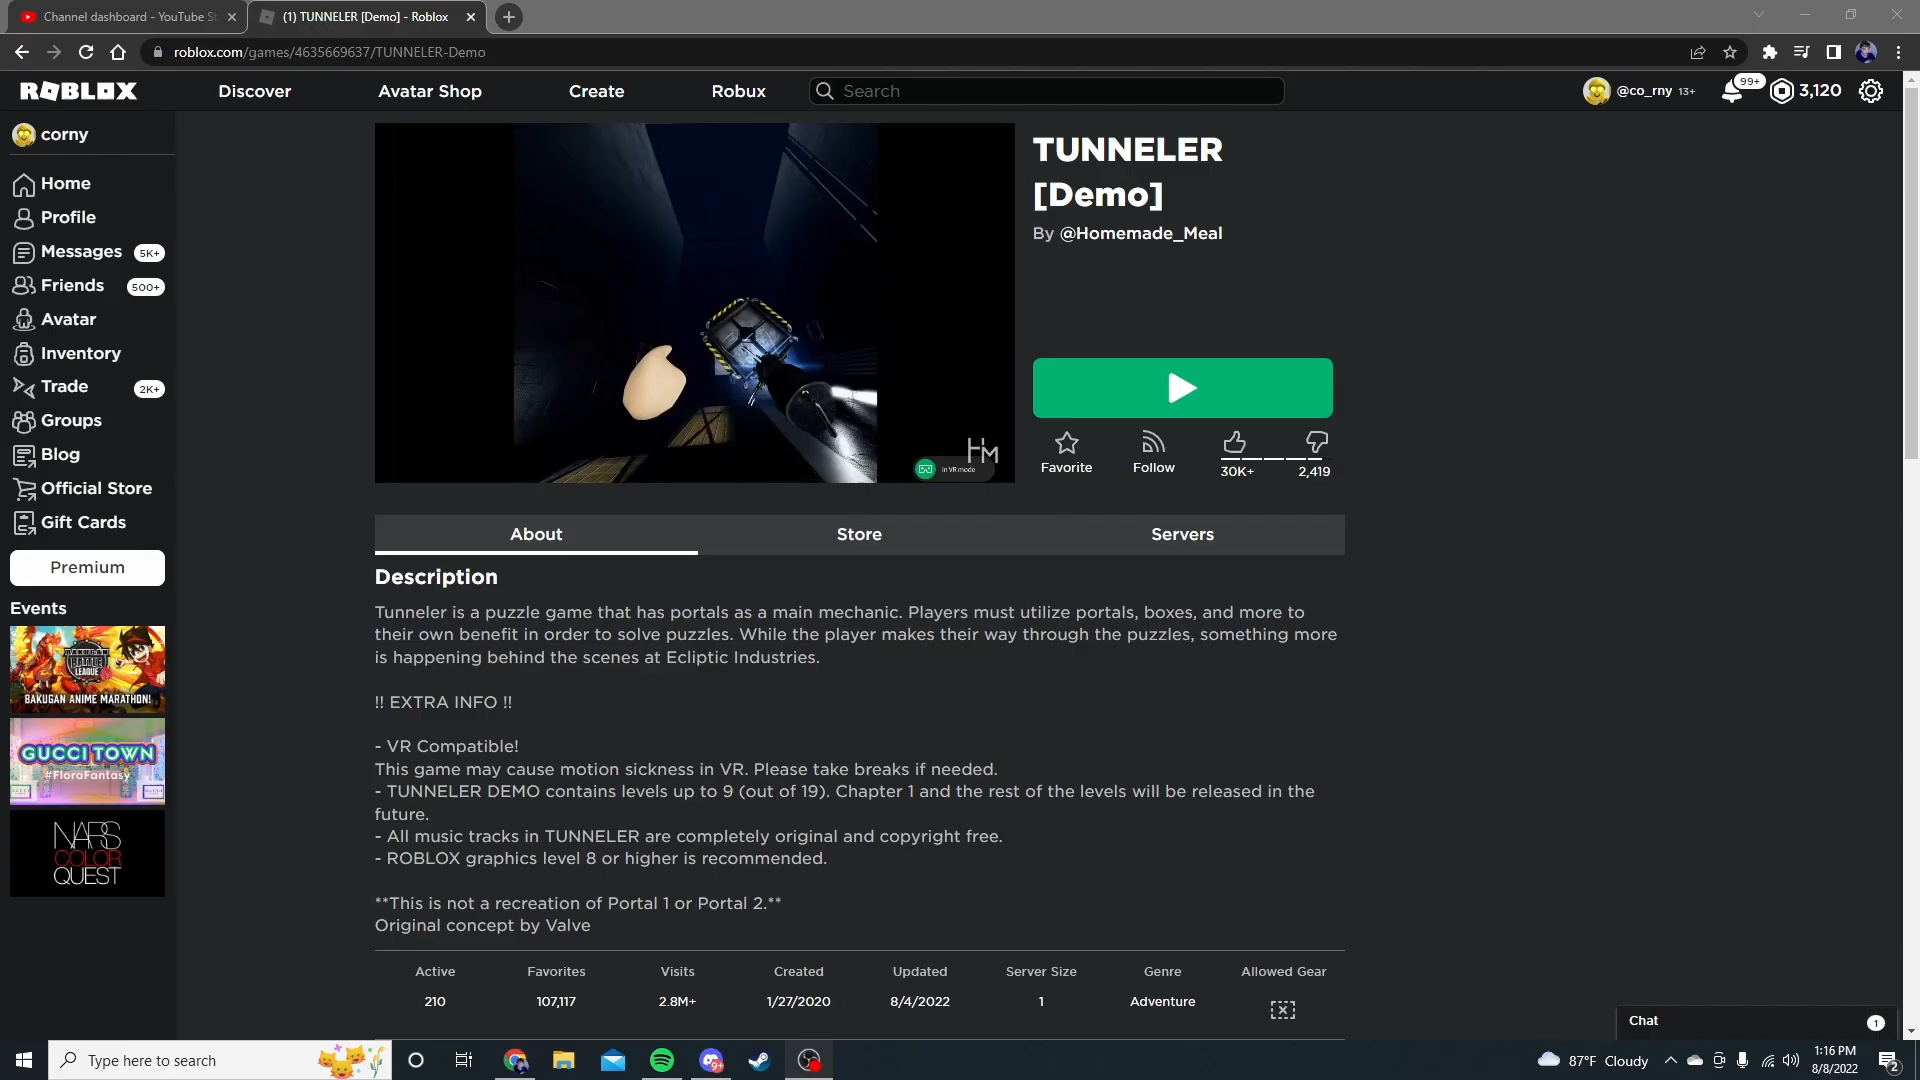 Channel dashboard - YouTube St
(1) TUNNELER [Demo] - Roblox
roblox.com/games/4635669637/TUNNELER-Demo
ROBLOX
Discover
Avatar Shop
Create
Robux
Search
@co_rny 13+
99+
3,120
corny
Home
Profile
Messages 5K+
Friends 500+
Avatar
Inventory
Trade 2K+
Groups
Blog
Official Store
Gift Cards
Premium
Events
BAKUGAN
BATTLE
LEAGUE
BAKUGAN ANIME MARATHON!
GUCCI TOWN
#FloraFantasy
NARS
COLOR
QUEST
HM
In VR mode
TUNNELER
[Demo]
By @Homemade_Meal
Favorite
Follow
30K+
2,419
About
Store
Servers
Description
Tunneler is a puzzle game that has portals as a main mechanic. Players must utilize portals, boxes, and more to
their own benefit in order to solve puzzles. While the player makes their way through the puzzles, something more
is happening behind the scenes at Ecliptic Industries.
!! EXTRA INFO !!
- VR Compatible!
This game may cause motion sickness in VR. Please take breaks if needed.
- TUNNELER DEMO contains levels up to 9 (out of 19). Chapter 1 and the rest of the levels will be released in the
future.
- All music tracks in TUNNELER are completely original and copyright free.
- ROBLOX graphics level 8 or higher is recommended.
**This is not a recreation of Portal 1 or Portal 2.**
Original concept by Valve
Active Favorites Visits Created Updated Server Size Genre Allowed Gear
210 107,117 2.8M+ 1/27/2020 8/4/2022 1 Adventure
Chat 1
Type here to search
9+
87°F Cloudy
1:16 PM
8/8/2022
2